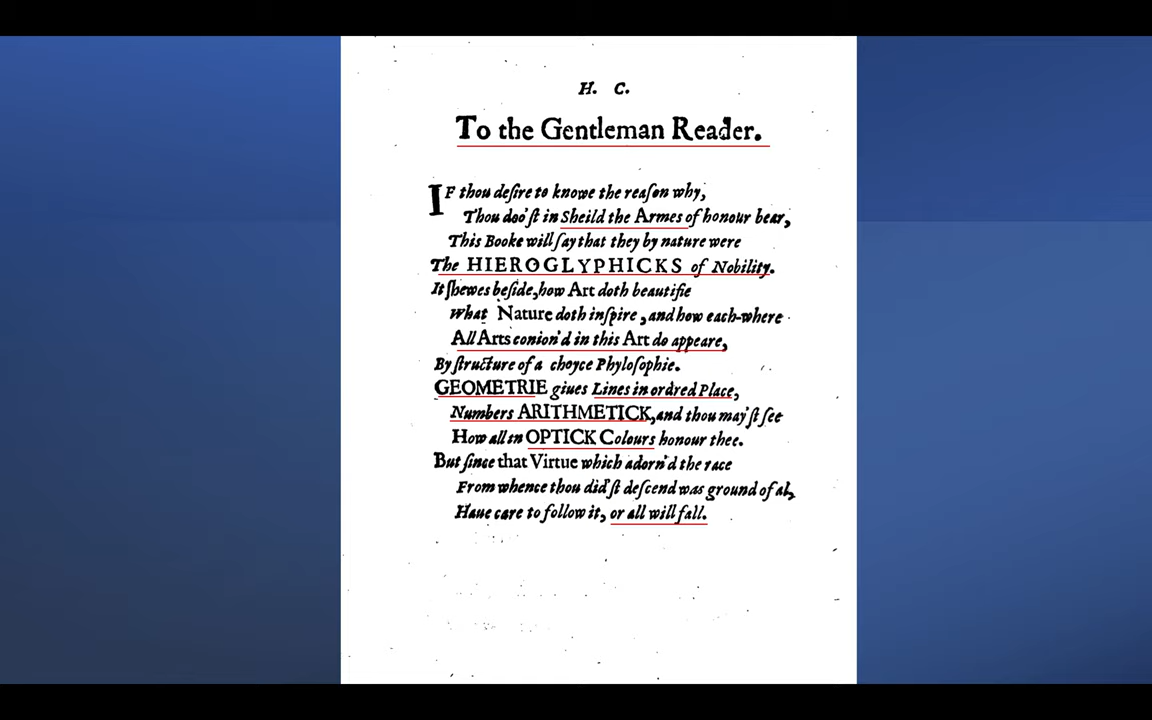 H. C.
To the Gentleman Reader.
IF thou deſire to knowe the reaſon why,
Thou doo'ſt in Sheild the Armes of honour bear,
This Booke will ſay that they by nature were
The HIEROGLYPHICKS of Nobility.
It ſhewes beſide, how Art doth beautifie
What Nature doth inſpire, and how each-where
All Arts conion'd in this Art do appeare,
By ſtructure of a choyce Phyloſophie.
GEOMETRIE giues Lines in ordred Place,
Numbers ARITHMETICK, and thou may'ſt ſee
How all in OPTICK Colours honour thee.
But ſince that Virtue which adorn'd the race
From whence thou did'ſt deſcend was ground of al,
Haue care to follow it, or all will fall.